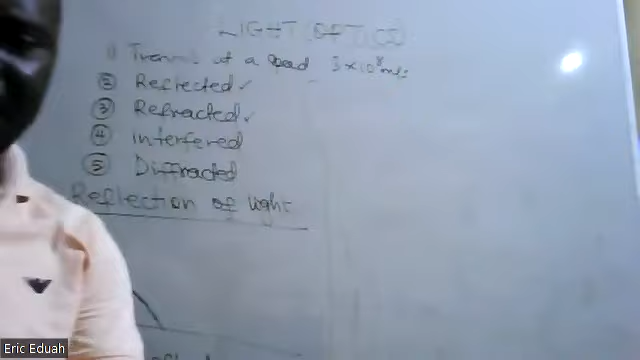 LIGHT (OPTICS)
① Travels at a speed 3×10⁸m/s
② Reflected ✓
③ Refracted ✓
④ interfered
⑤ Diffracted
Reflection of light
Eric Eduah